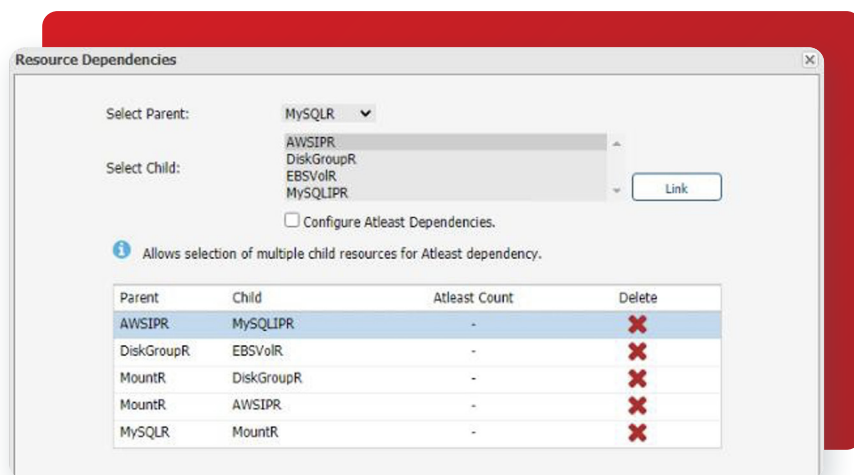 Resource Dependencies
Select Parent: MySQLR
Select Child:
AWSIPR
DiskGroupR
EBSVolR
MySQLIPR
Link
Configure Atleast Dependencies.
Allows selection of multiple child resources for Atleast dependency.
Parent Child Atleast Count Delete
AWSIPR MySQLIPR -
DiskGroupR EBSVolR -
MountR DiskGroupR -
MountR AWSIPR -
MySQLR MountR -